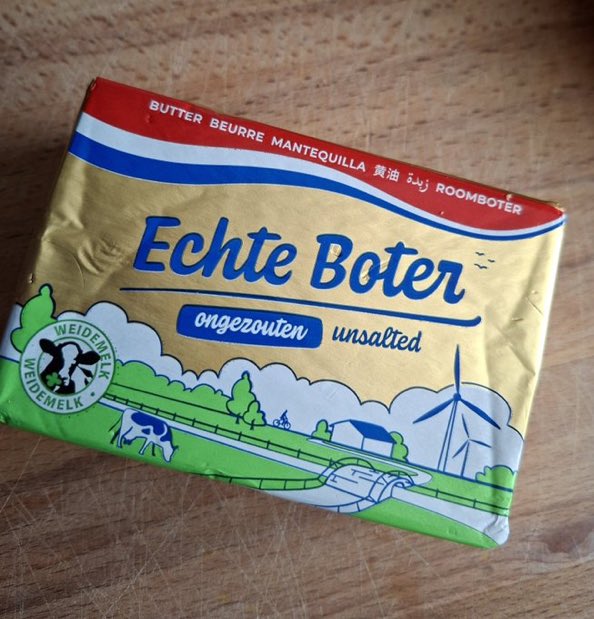 BUTTER BEURRE MANTEQUILLA 黄油 زبدة ROOMBOTER
Echte Boter
ongezouten unsalted
WEIDEMELK
WEIDEMELK